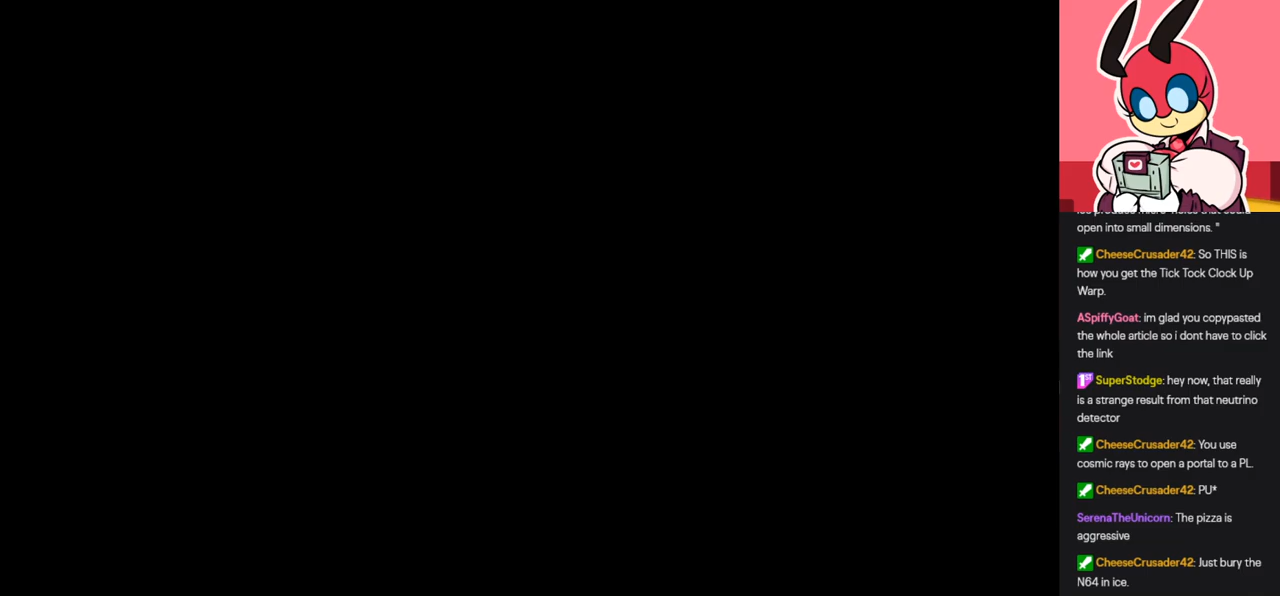 open into small dimensions. "
CheeseCrusader42: So THIS is
how you get the Tick Tock Clock Up
Warp.
ASpiffyGoat: im glad you copypasted
the whole article so i dont have to click
the link
1ST SuperStodge: hey now, that really
is a strange result from that neutrino
detector
CheeseCrusader42: You use
cosmic rays to open a portal to a PL.
CheeseCrusader42: PU*
SerenaTheUnicorn: The pizza is
aggressive
CheeseCrusader42: Just bury the
N64 in ice.